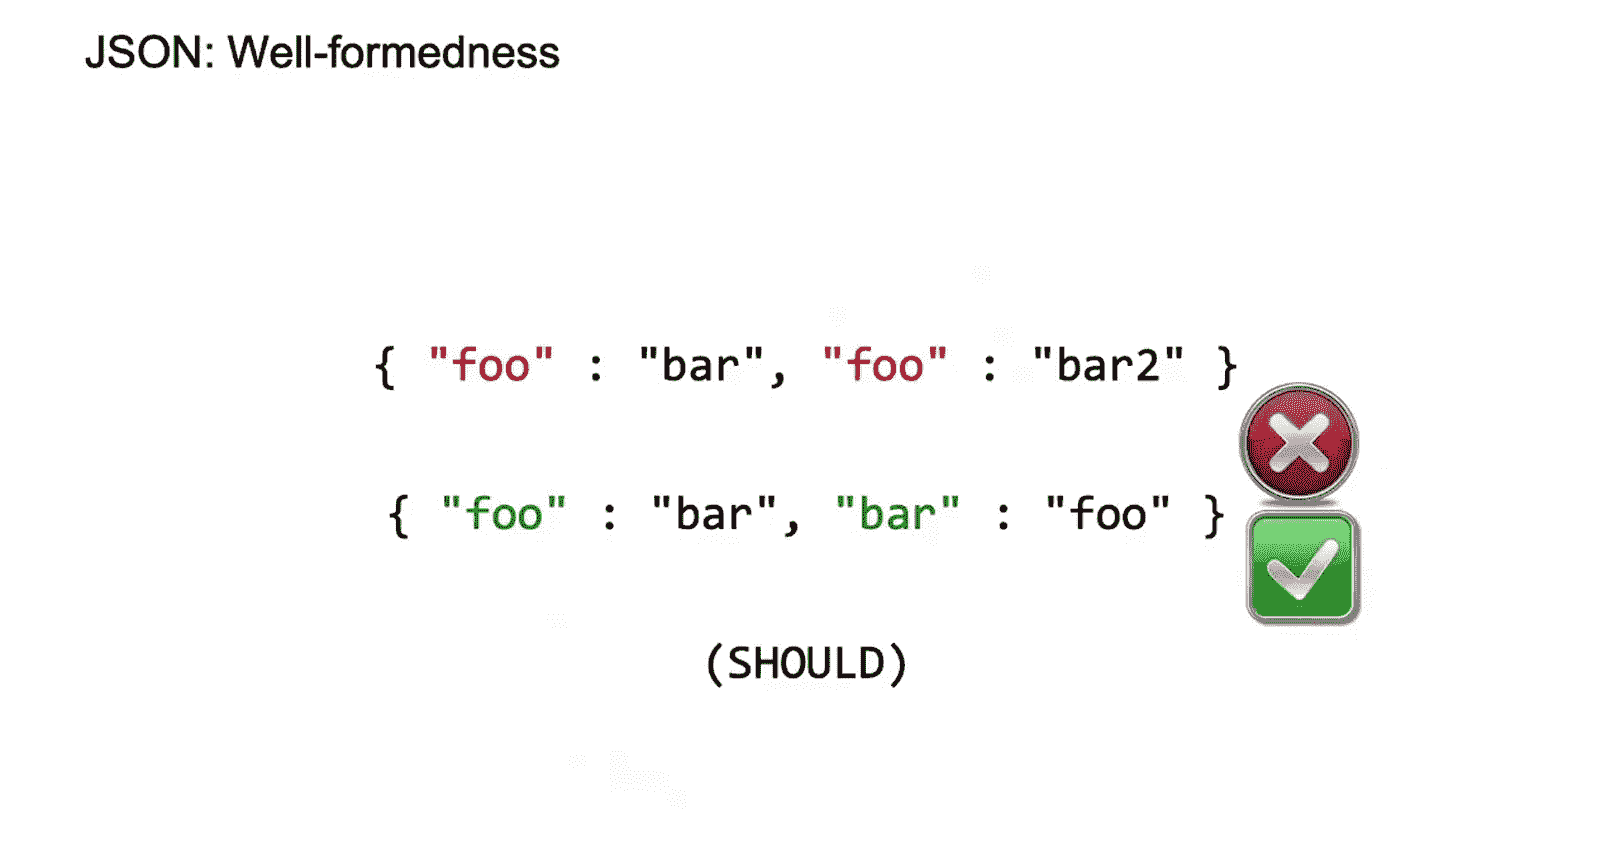 JSON: Well-formedness
{ "foo" : "bar", "foo" : "bar2" }
{ "foo" : "bar", "bar" : "foo" }
(SHOULD)